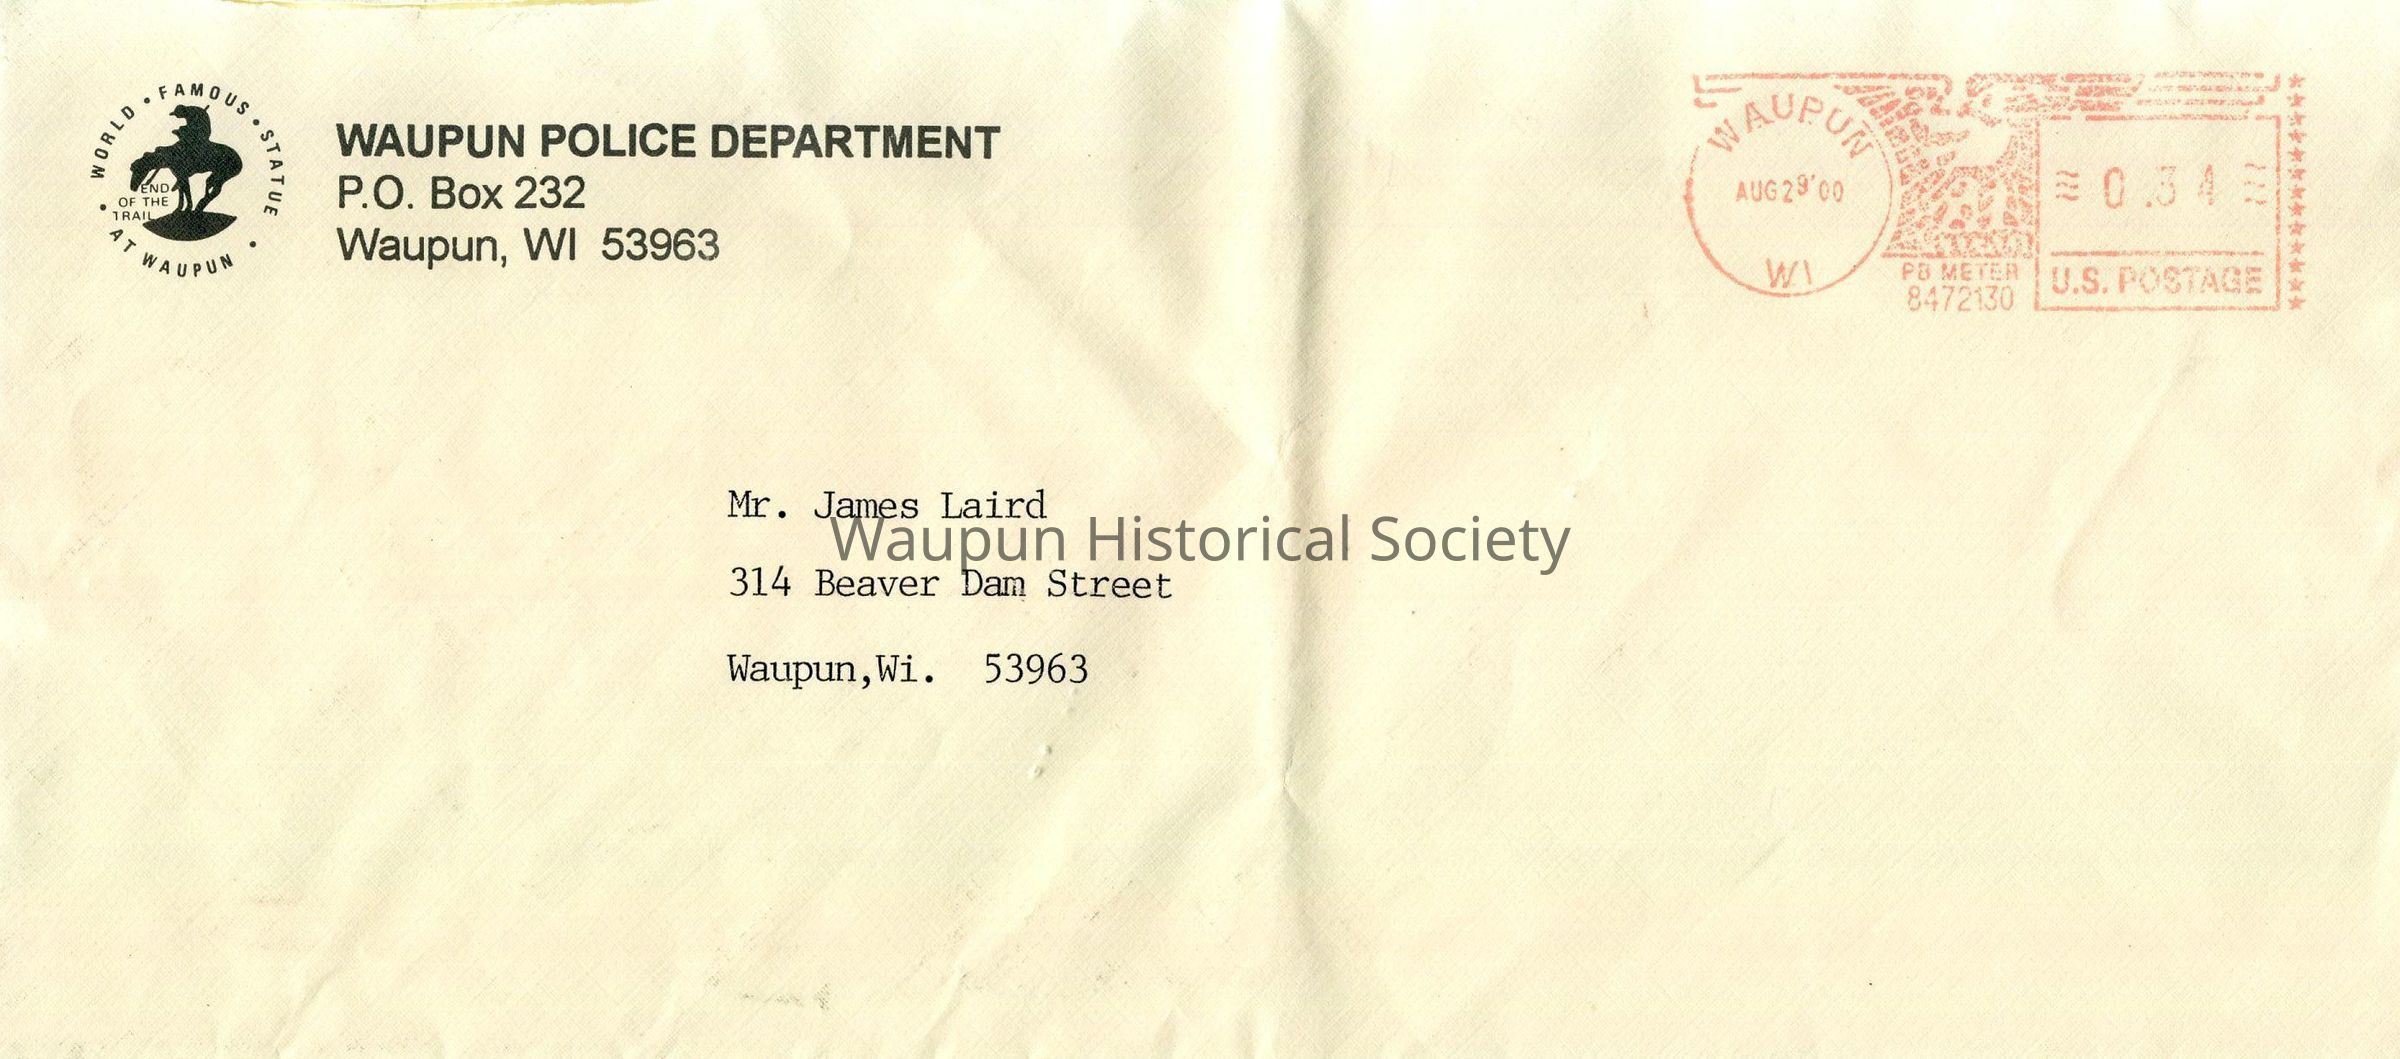 WORLD • FAMOUS • STATUE
END
OF THE
TRAIL
• AT WAUPUN •
WAUPUN POLICE DEPARTMENT
P.O. Box 232
Waupun, WI 53963
WAUPUN
AUG 29 '00
WI
PB METER
8472130
0.34
U.S. POSTAGE
Mr. James Laird
Waupun Historical Society
314 Beaver Dam Street
Waupun,Wi. 53963